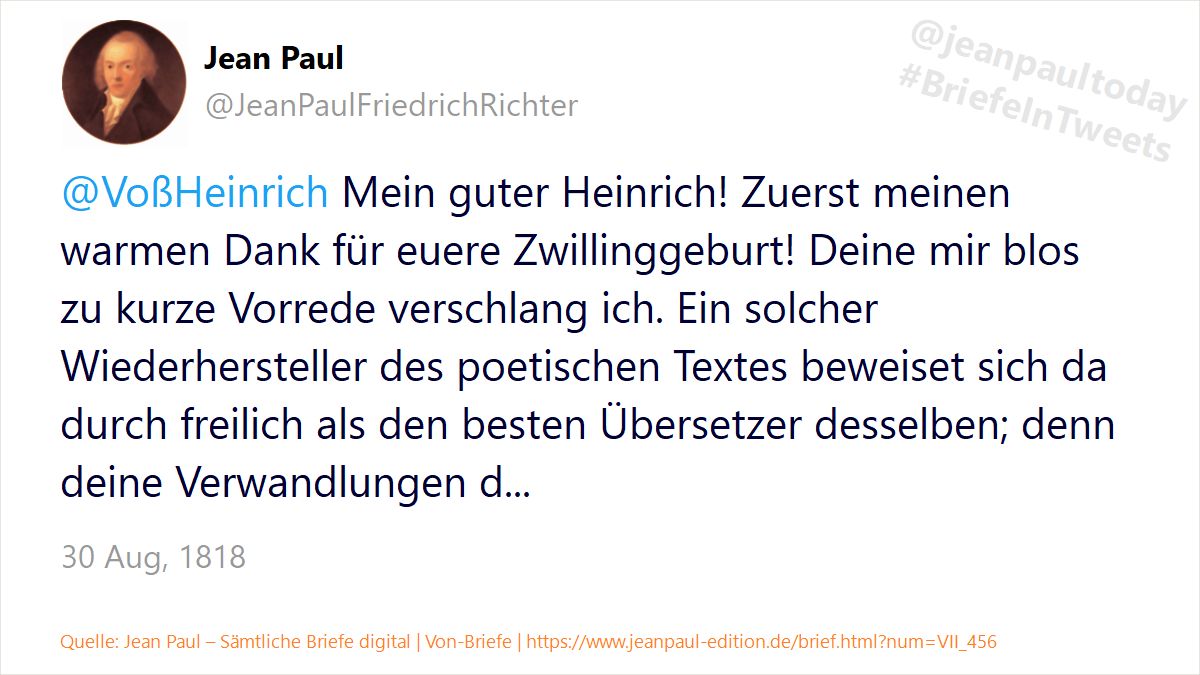 Jean Paul
@JeanPaulFriedrichRichter
@jeanpaultoday
#BriefeInTweets
@VoßHeinrich Mein guter Heinrich! Zuerst meinen
warmen Dank für euere Zwillinggeburt! Deine mir blos
zu kurze Vorrede verschlang ich. Ein solcher
Wiederhersteller des poetischen Textes beweiset sich da
durch freilich als den besten Übersetzer desselben; denn
deine Verwandlungen d...
30 Aug, 1818
Quelle: Jean Paul – Sämtliche Briefe digital | Von-Briefe | https://www.jeanpaul-edition.de/brief.html?num=VII_456